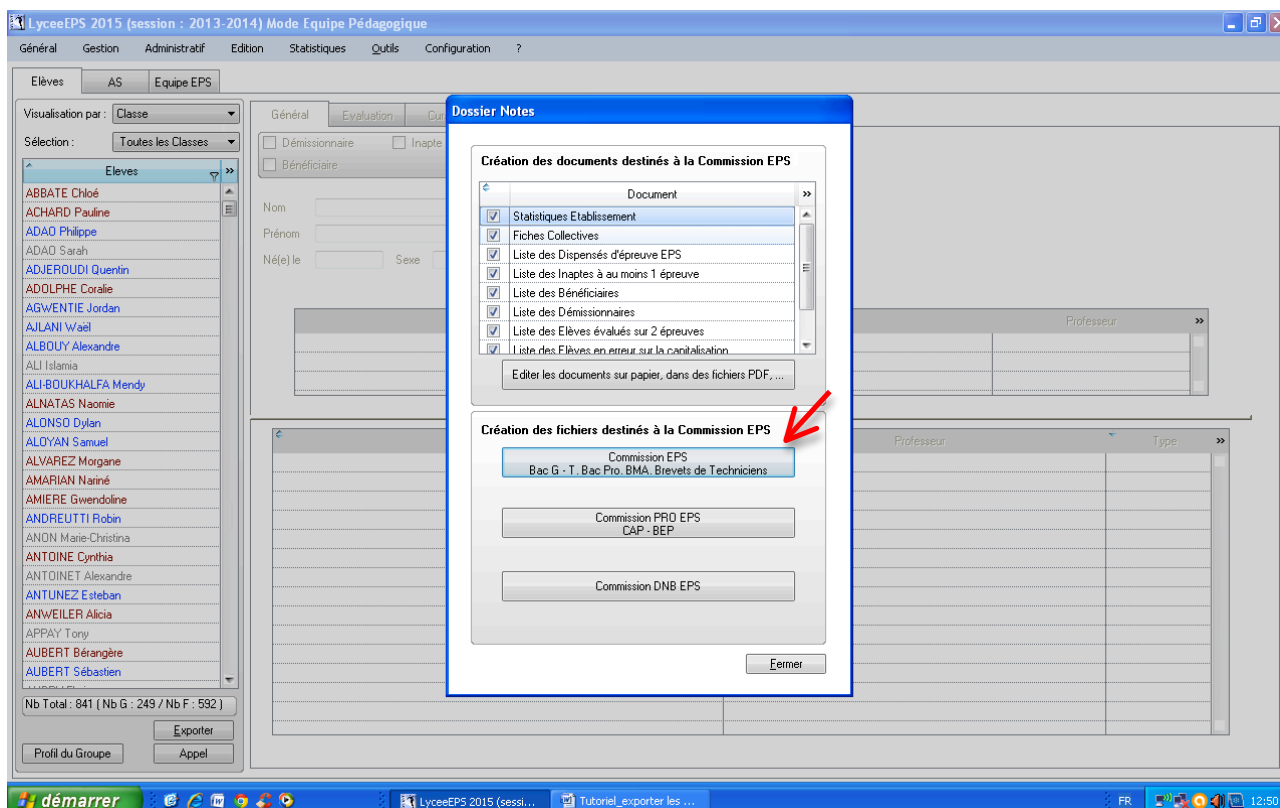 LyceeEPS 2015 (session : 2013-2014) Mode Equipe Pédagogique
Général Gestion Administratif Edition Statistiques Outils Configuration ?
Elèves AS Equipe EPS
Visualisation par : Classe
Sélection : Toutes les Classes
Eleves
ABBATE Chloé
ACHARD Pauline
ADAO Philippe
ADAO Sarah
ADJEROUDI Quentin
ADOLPHE Coralie
AGWENTIE Jordan
AJLANI Waël
ALBOUY Alexandre
ALI Islamia
ALI-BOUKHALFA Mendy
ALNATAS Naomie
ALONSO Dylan
ALOYAN Samuel
ALVAREZ Morgane
AMARIAN Nariné
AMIERE Gwendoline
ANDREUTTI Robin
ANON Marie-Christina
ANTOINE Cynthia
ANTOINET Alexandre
ANTUNEZ Esteban
ANWEILER Alicia
APPAY Tony
AUBERT Bérangère
AUBERT Sébastien
Nb Total : 841 ( Nb G : 249 / Nb F : 592 )
Exporter
Profil du Groupe Appel
Général Evaluation Cur
Démissionnaire Inapte
Bénéficiaire
Nom
Prénom
Né(e) le Sexe
Professeur
Professeur Type
Dossier Notes
Création des documents destinés à la Commission EPS
Document
Statistiques Etablissement
Fiches Collectives
Liste des Dispensés d'épreuve EPS
Liste des Inaptes à au moins 1 épreuve
Liste des Bénéficiaires
Liste des Démissionnaires
Liste des Elèves évalués sur 2 épreuves
Liste des Elèves en erreur sur la capitalisation
Editer les documents sur papier, dans des fichiers PDF, ...
Création des fichiers destinés à la Commission EPS
Commission EPS
Bac G - T. Bac Pro. BMA. Brevets de Techniciens
Commission PRO EPS
CAP - BEP
Commission DNB EPS
Fermer
démarrer LyceeEPS 2015 (sessi... Tutoriel_exporter les ... FR 12:50